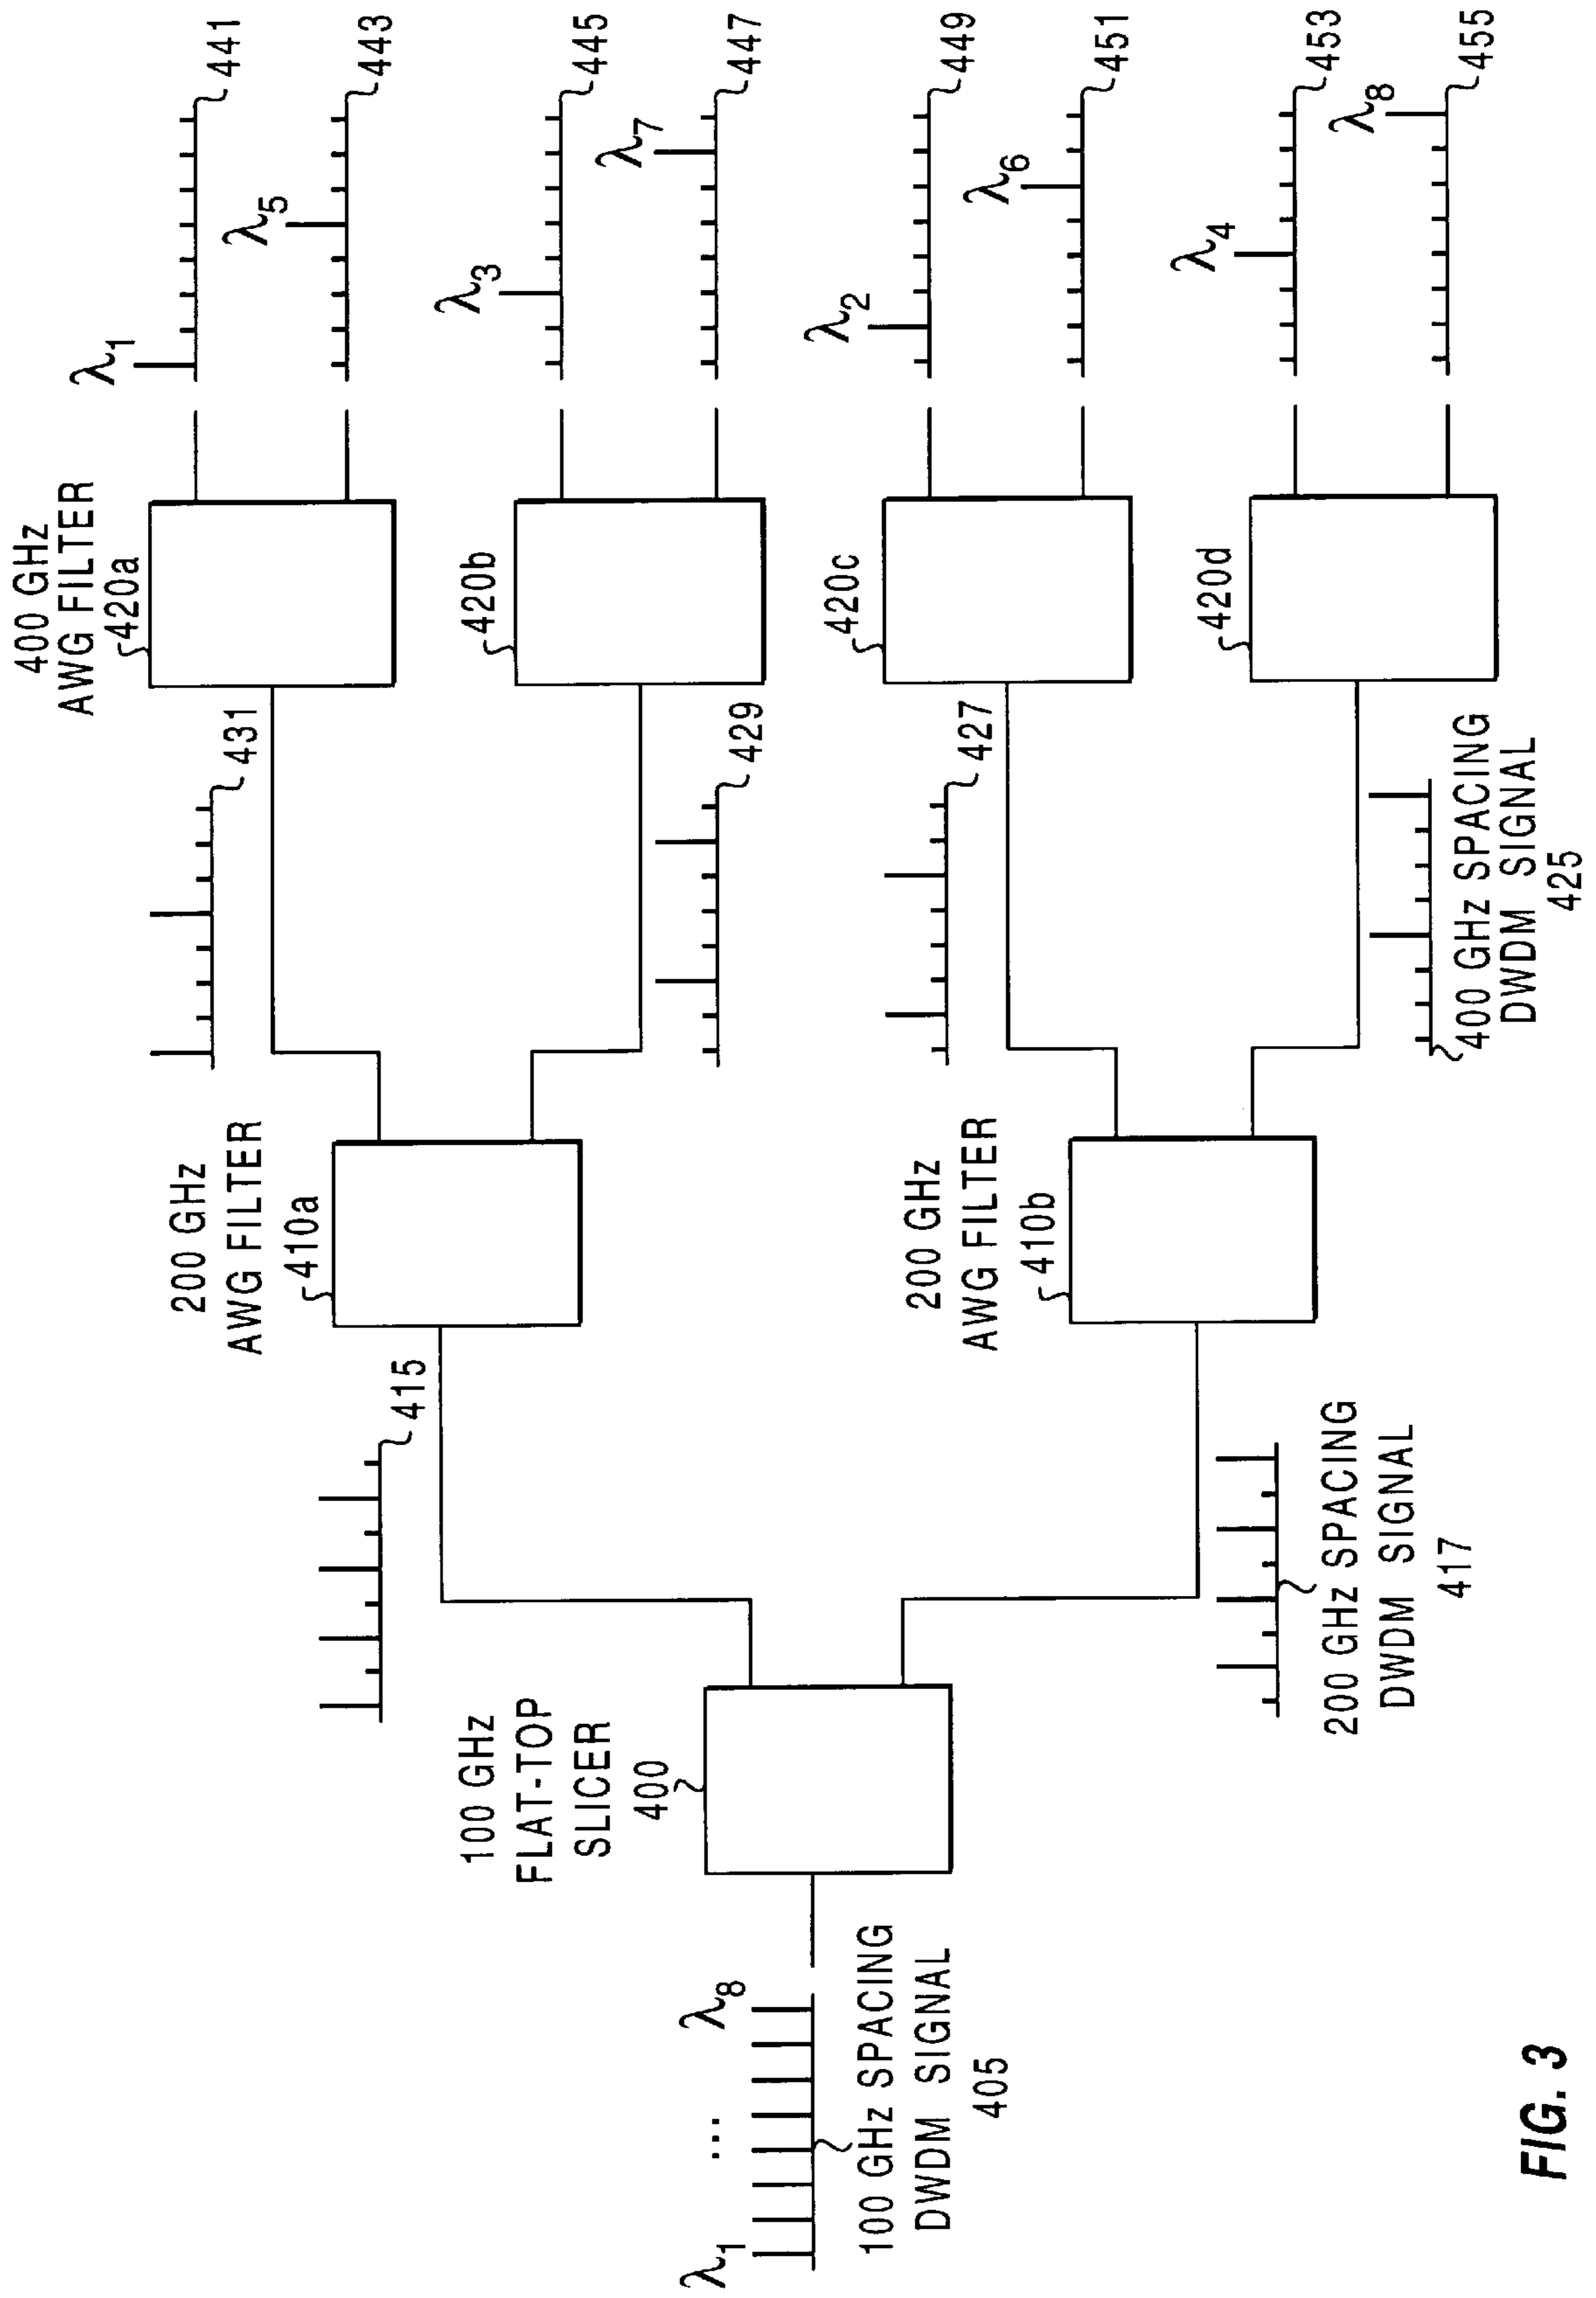 λ1 ... λ8
100 GHz SPACING
DWDM SIGNAL
405
100 GHz
FLAT-TOP
SLICER
400
415
200 GHz SPACING
DWDM SIGNAL
417
200 GHz
AWG FILTER
410a
200 GHz
AWG FILTER
410b
431
429
427
400 GHz SPACING
DWDM SIGNAL
425
400 GHz
AWG FILTER
420a
420b
420c
420d
λ1
441
λ5
443
λ3
445
λ7
447
λ2
449
λ6
451
λ4
453
λ8
455
FIG. 3